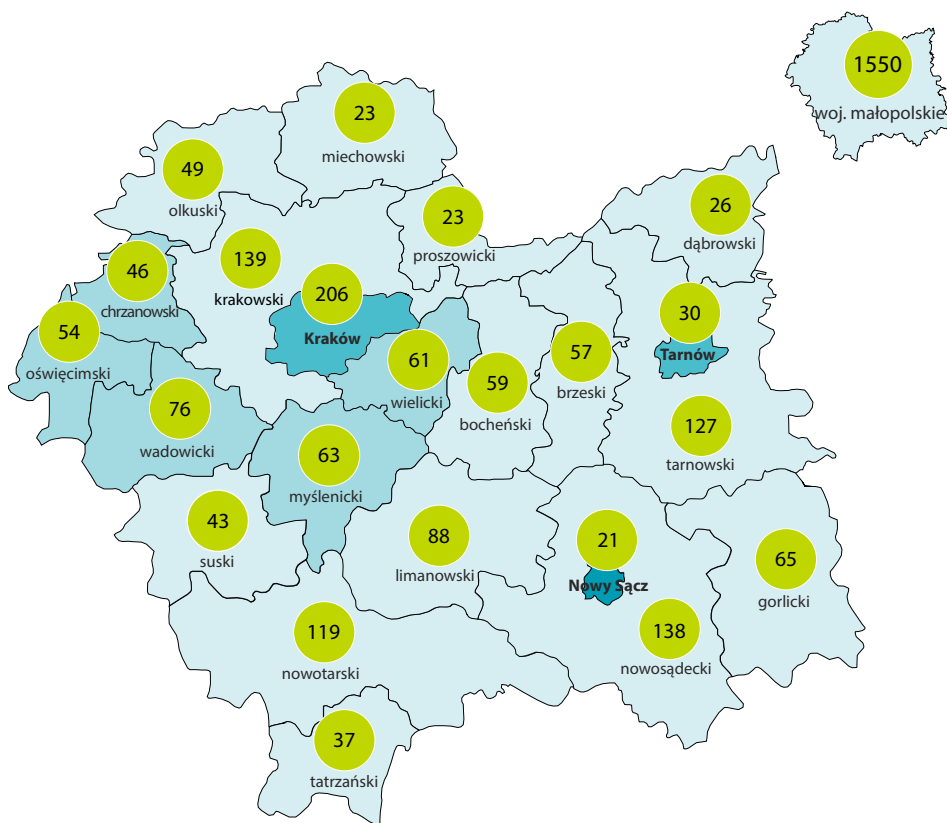 1550
woj. małopolskie
23
miechowski
49
olkuski
26
dąbrowski
23
proszowicki
139
krakowski
46
chrzanowski
206
Kraków
30
Tarnów
54
oświęcimski
61
wielicki
57
brzeski
59
bocheński
76
wadowicki
127
tarnowski
63
myślenicki
43
suski
88
limanowski
21
Nowy Sącz
65
gorlicki
119
nowotarski
138
nowosądecki
37
tatrzański